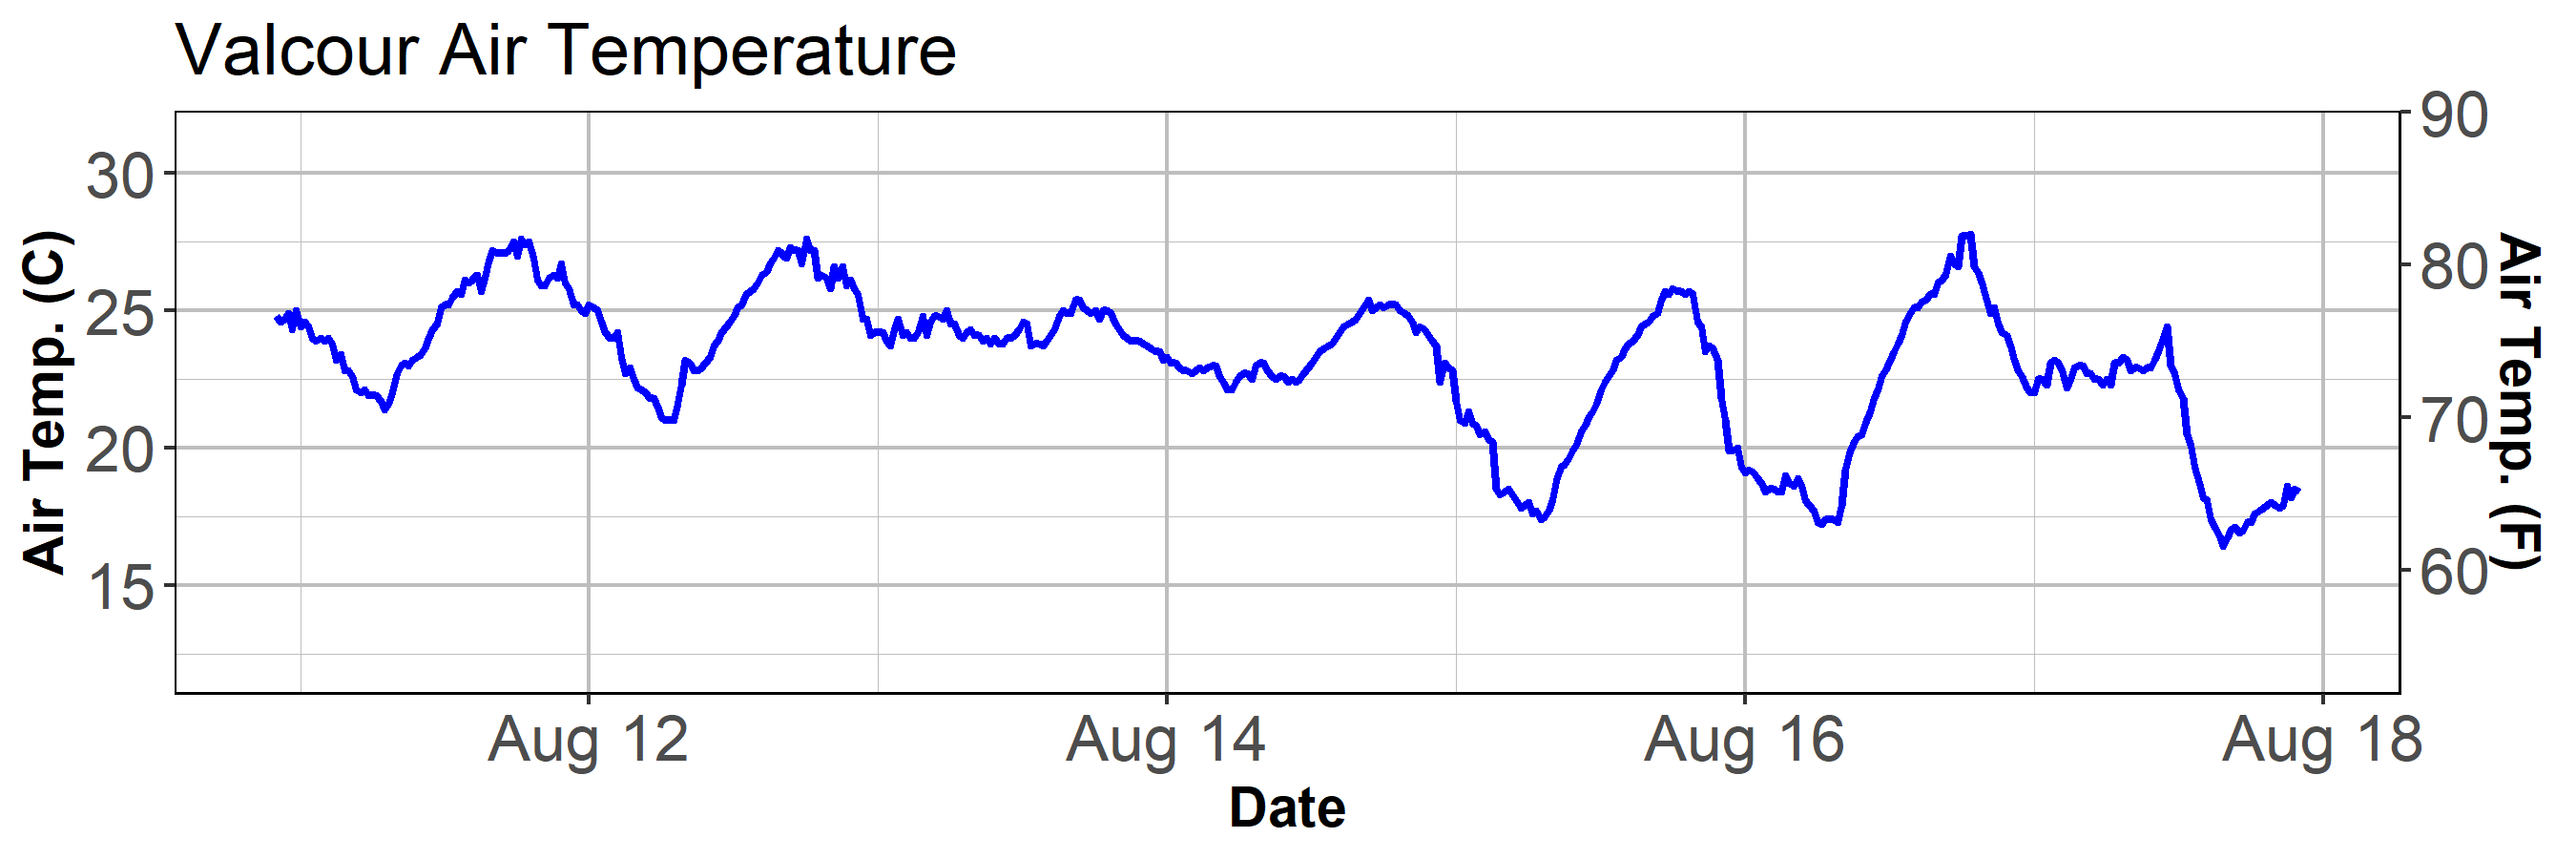 Valcour Air Temperature
Air Temp. (C)
30
25
20
15
90
80
70
60
Air Temp. (F)
Aug 12
Aug 14
Aug 16
Aug 18
Date